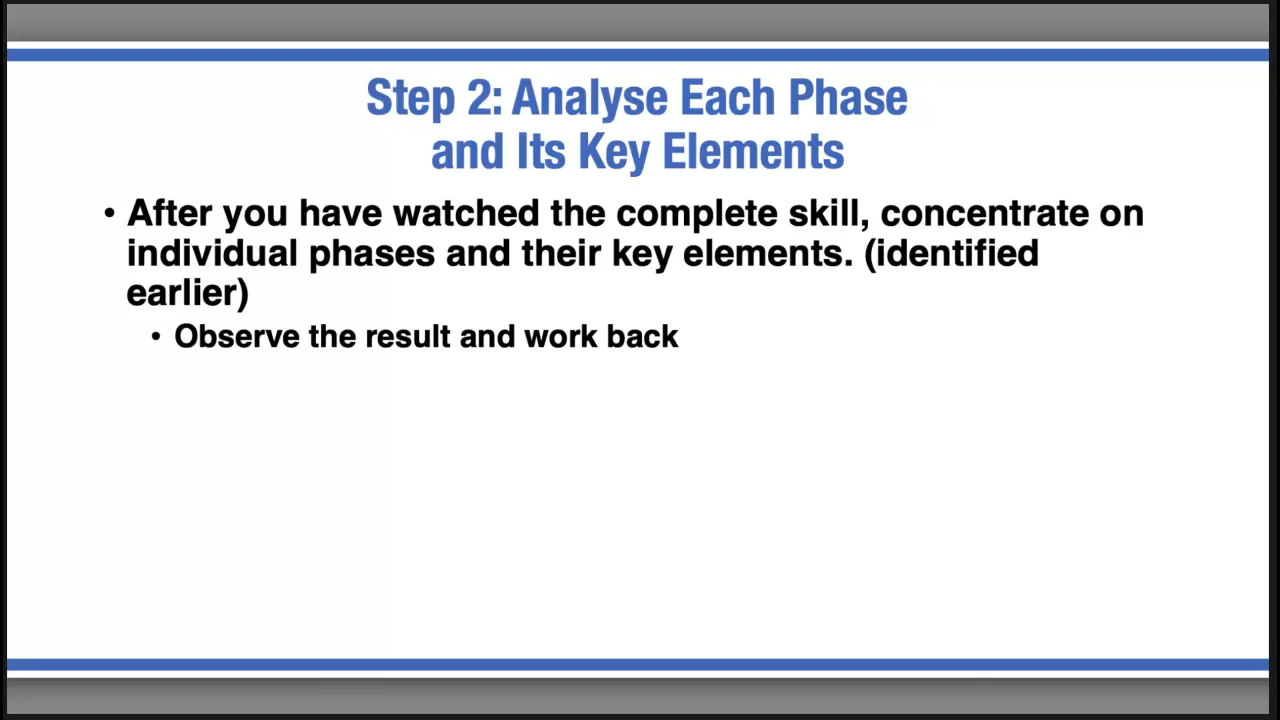 Step 2: Analyse Each Phase
and Its Key Elements
• After you have watched the complete skill, concentrate on
individual phases and their key elements. (identified
earlier)
• Observe the result and work back